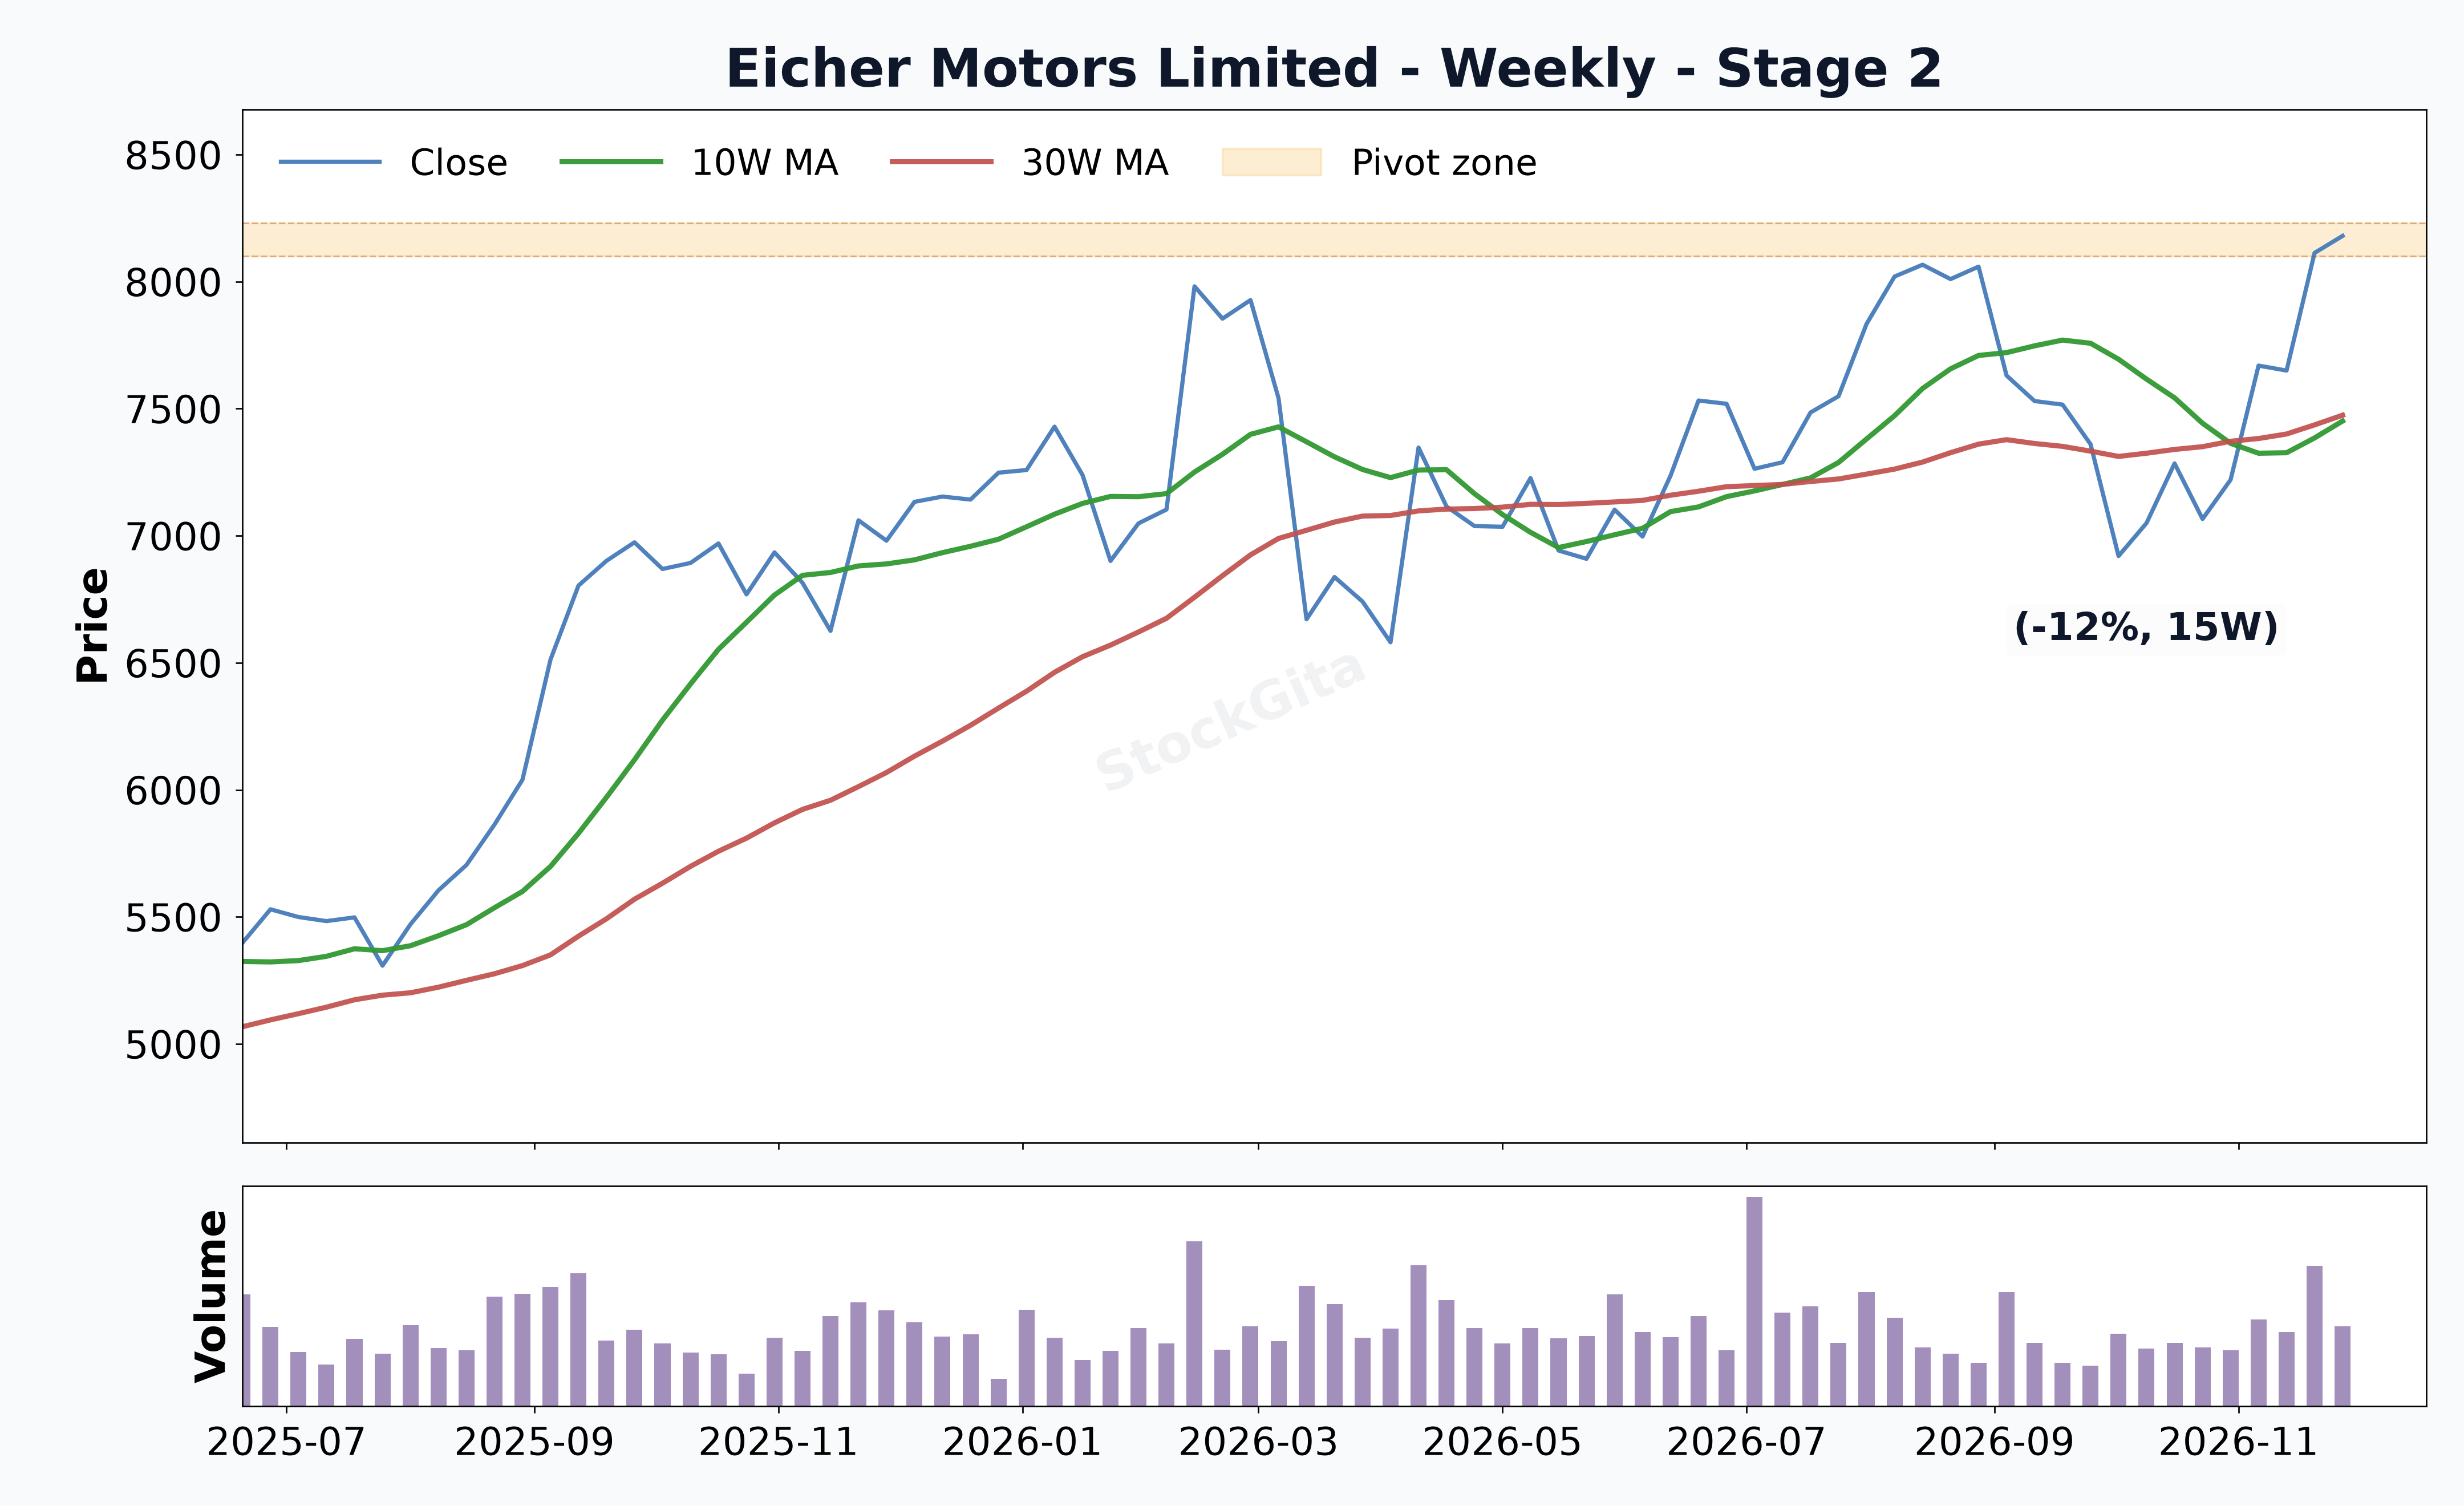 Eicher Motors Limited - Weekly - Stage 2
Close 10W MA 30W MA Pivot zone
8500
8000
7500
7000
6500
6000
5500
5000
Price
(-12%, 15W)
StockGita
Volume
2025-07 2025-09 2025-11 2026-01 2026-03 2026-05 2026-07 2026-09 2026-11